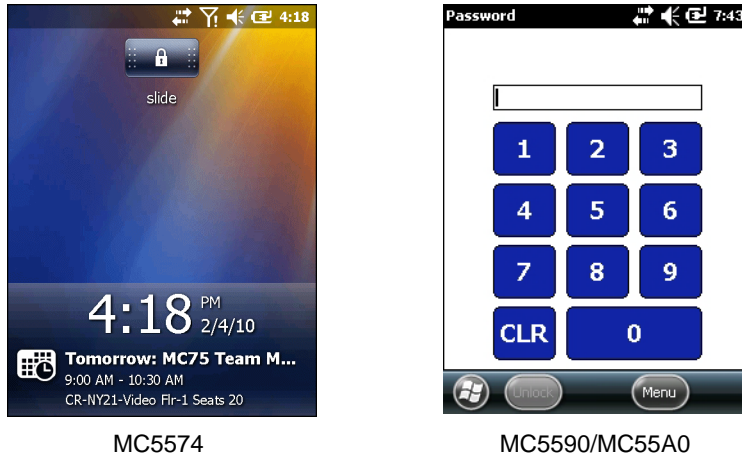 4:18
slide
4:18 PM
2/4/10
Tomorrow: MC75 Team M...
9:00 AM - 10:30 AM
CR-NY21-Video Flr-1 Seats 20
MC5574
Password 7:43
1 2 3
4 5 6
7 8 9
CLR 0
Unlock Menu
MC5590/MC55A0